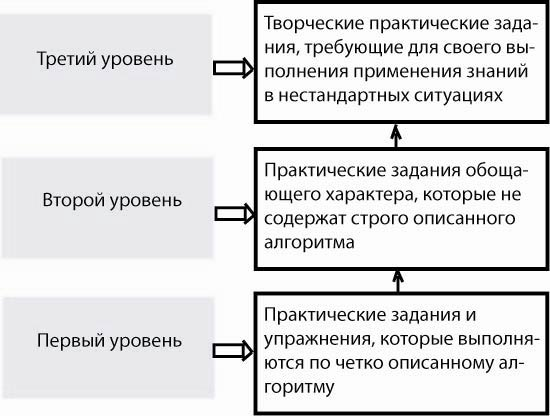 Третий уровень
Творческие практические зада-
ния, требующие для своего вы-
полнения применения знаний
в нестандартных ситуациях
Второй уровень
Практические задания обоща-
ющего характера, которые не
содержат строго описанного
алгоритма
Первый уровень
Практические задания и
упражнения, которые выполня-
ются по четко описанному ал-
горитму